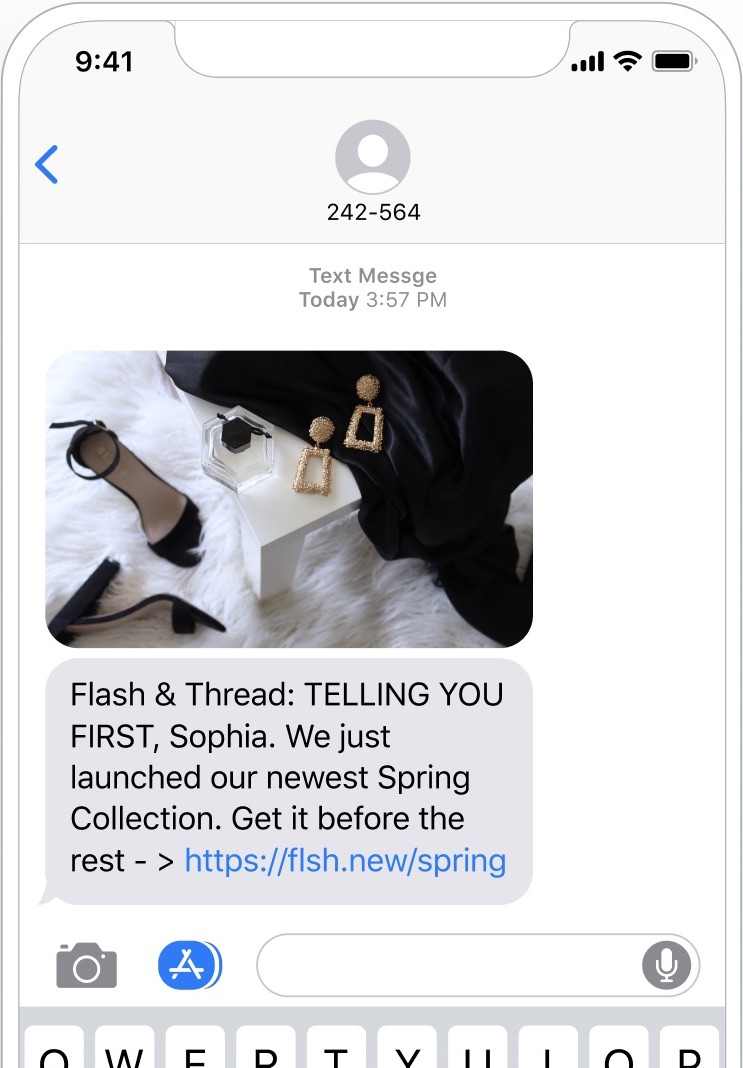 9:41
242-564
Text Messge
Today 3:57 PM
Flash & Thread: TELLING YOU
FIRST, Sophia. We just
launched our newest Spring
Collection. Get it before the
rest - > https://flsh.new/spring
Q W E R T Y U I O P